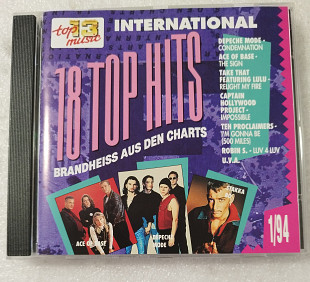 top 13
music
INTERNATIONAL
18 TOP HITS
BRANDHEISS AUS DEN CHARTS
DEPECHE MODE -
CONDEMNATION
ACE OF BASE -
THE SIGN
TAKE THAT
FEATURING LULU -
RELIGHT MY FIRE
CAPTAIN
HOLLYWOOD
PROJECT -
IMPOSSIBLE
THE PROCLAIMERS -
I'M GONNA BE
(500 MILES)
ROBIN S. - LUV 4 LUV
U.V.A.
ACE OF BASE
DEPECHE
MODE
STAKKA
1/94